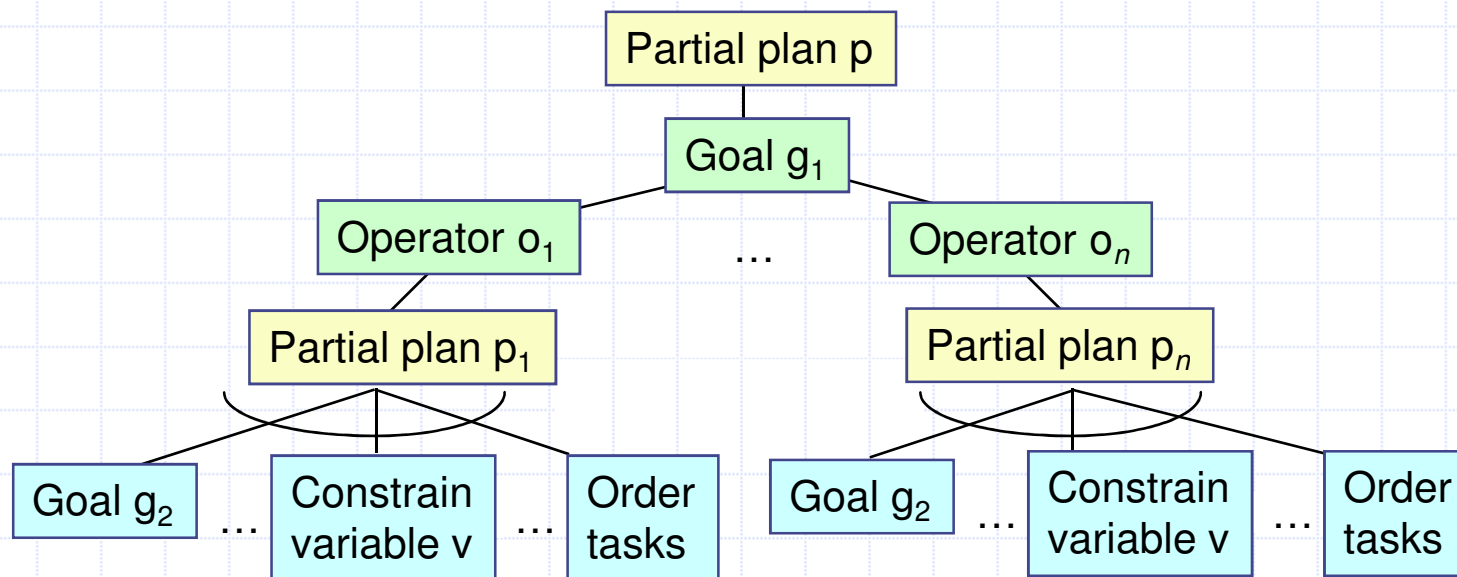 Partial plan p
Goal g₁
Operator o₁
...
Operator oₙ
Partial plan p₁
Partial plan pₙ
Goal g₂
...
Constrain
variable v
...
Order
tasks
Goal g₂
...
Constrain
variable v
...
Order
tasks